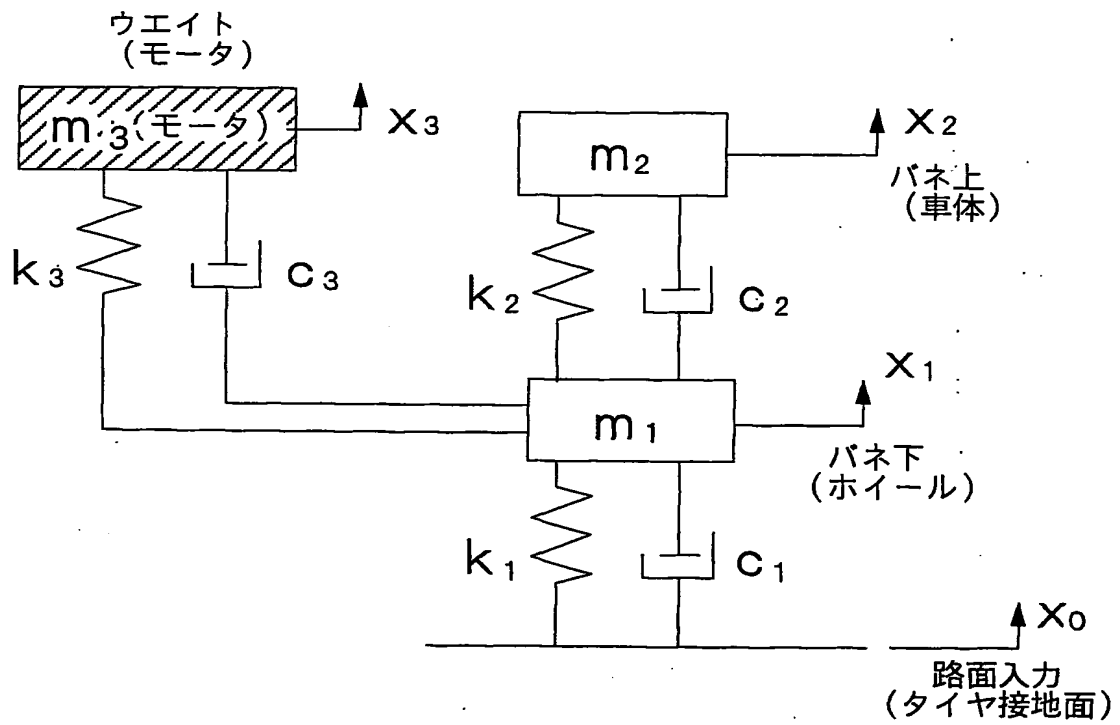 ウエイト
(モータ)
m3(モータ)
x3
k3
c3
m2
x2
バネ上
(車体)
k2
c2
m1
x1
バネ下
(ホイール)
k1
c1
x0
路面入力
(タイヤ接地面)